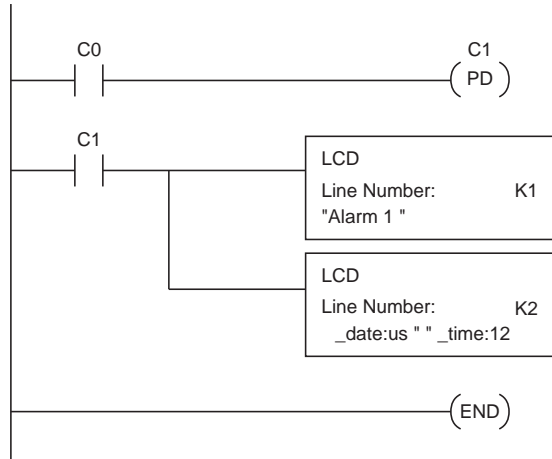 C0
C1
PD
C1
LCD
Line Number: K1
"Alarm 1 "
LCD
Line Number: K2
_date:us " " _time:12
END